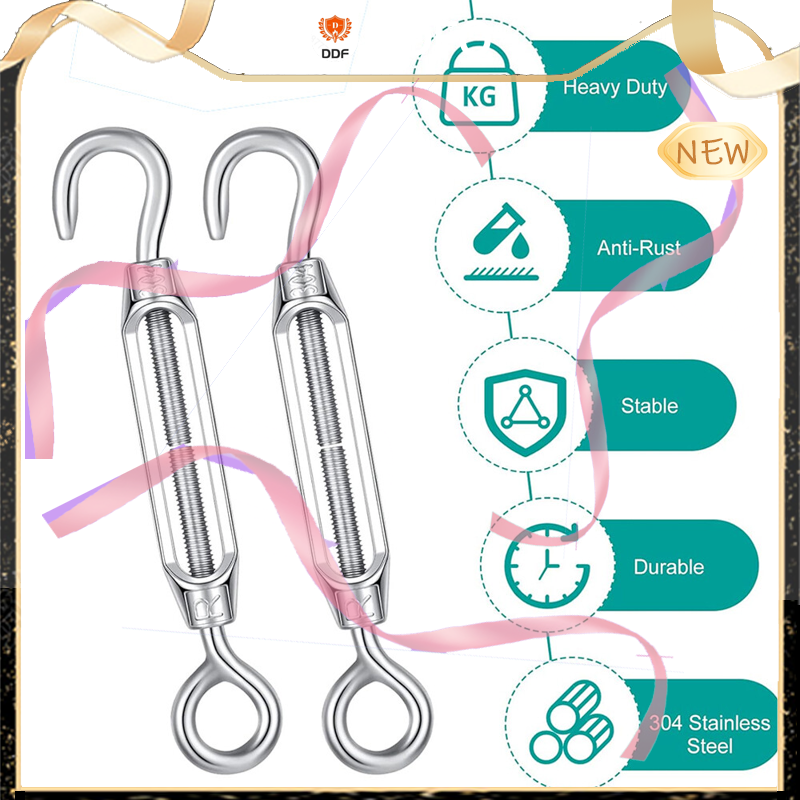 DDF
KG
Heavy Duty
NEW
Anti-Rust
Stable
Durable
304 Stainless
Steel